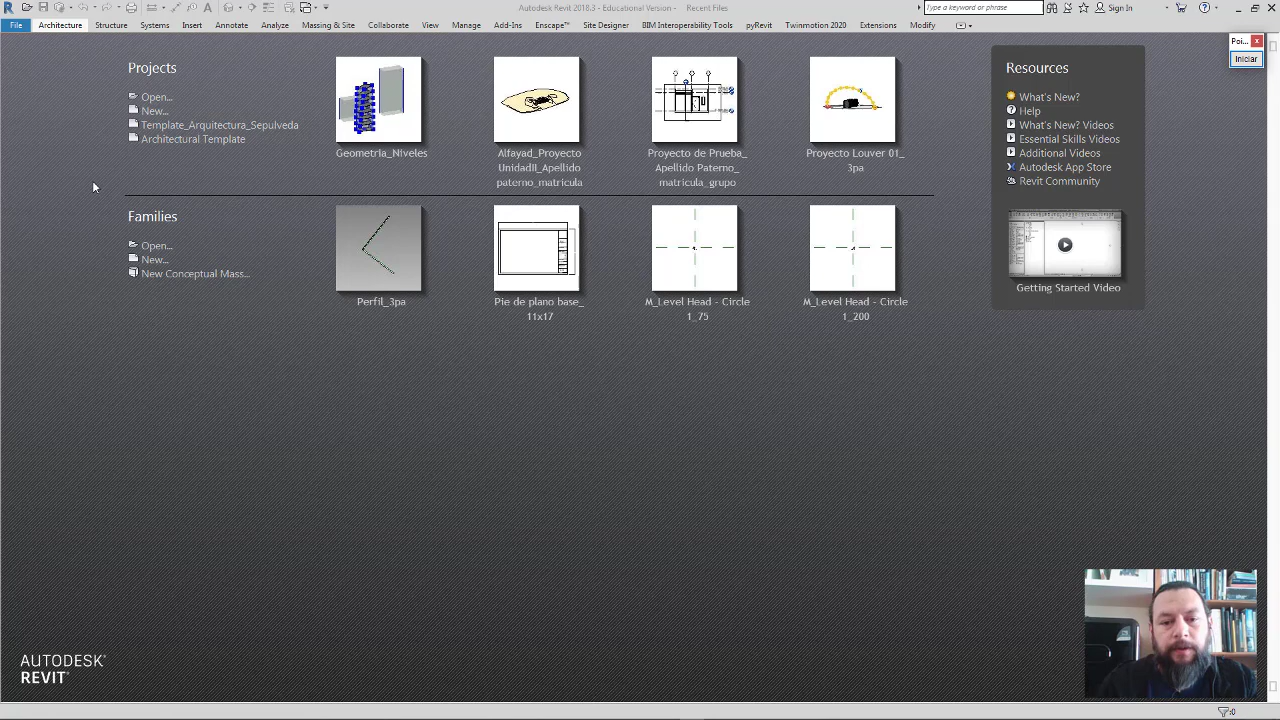 Autodesk Revit 2018.3 - Educational Version - Recent Files
Type a keyword or phrase
Sign In
File Architecture Structure Systems Insert Annotate Analyze Massing & Site Collaborate View Manage Add-Ins Enscape™ Site Designer BIM Interoperability pyRevit Twinmotion 2020 Extensions Modify
Poi...
Iniciar
Projects
Open...
New...
Template_Arquitectura_Sepulveda
Architectural Template
Geometria_Niveles
Alfayad_Proyecto
UnidadII_Apellido
paterno_matricula
Proyecto de Prueba_
Apellido Paterno_
matricula_grupo
Proyecto Louver 01_
3pa
Families
Open...
New...
New Conceptual Mass...
Perfil_3pa
Pie de plano base_
11x17
M_Level Head - Circle
1_75
M_Level Head - Circle
1_200
Resources
What's New?
Help
What's New? Videos
Essential Skills Videos
Additional Videos
Autodesk App Store
Revit Community
Getting Started Video
AUTODESK®
REVIT®
:0